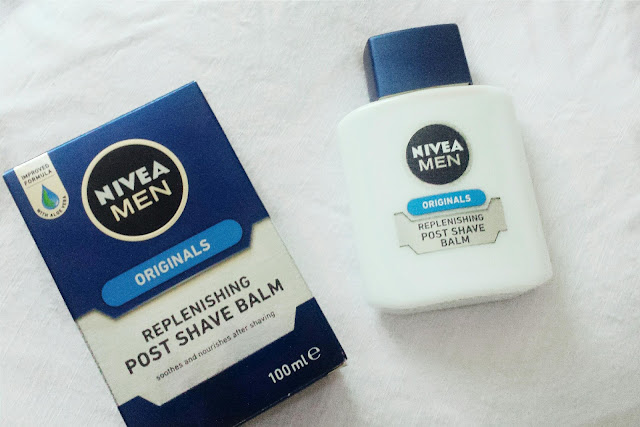 IMPROVED
FORMULA
WITH ALOE VERA
NIVEA
MEN
ORIGINALS
REPLENISHING
POST SHAVE BALM
soothes and nourishes after shaving
100ml℮
NIVEA
MEN
ORIGINALS
REPLENISHING
POST SHAVE
BALM